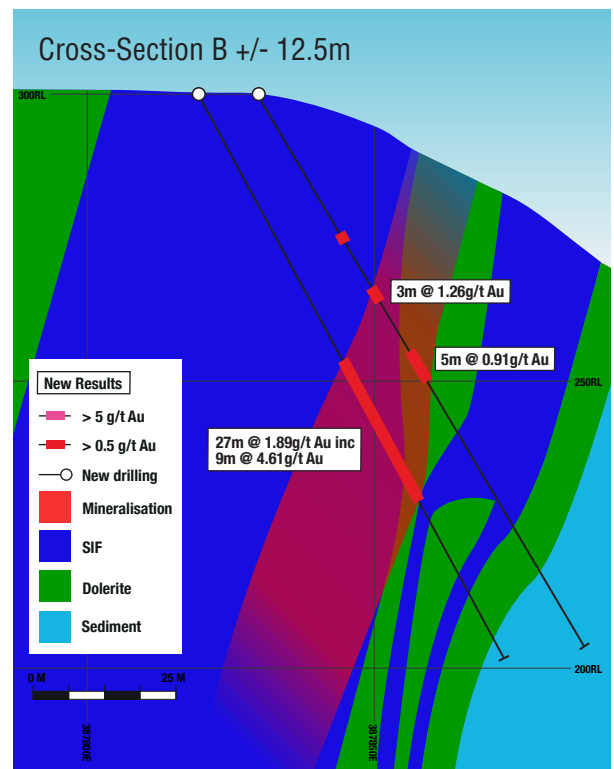 Cross-Section B +/- 12.5m
300RL
3m @ 1.26g/t Au
5m @ 0.91g/t Au
250RL
27m @ 1.89g/t Au inc
9m @ 4.61g/t Au
New Results
> 5 g/t Au
> 0.5 g/t Au
New drilling
Mineralisation
SIF
Dolerite
Sediment
0 M
25 M
200RL
387800E
387850E